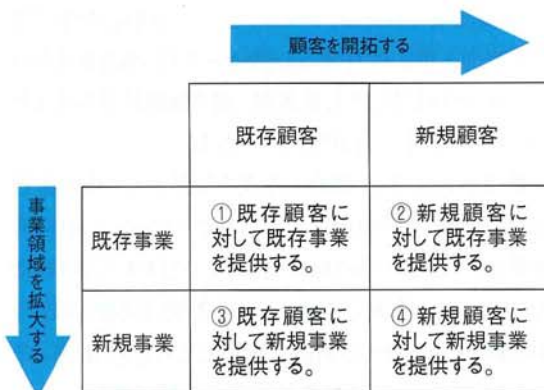 顧客を開拓する
既存顧客
新規顧客
事業領域を拡大する
既存事業
①既存顧客に
対して既存事業
を提供する。
②新規顧客に
対して既存事業
を提供する。
新規事業
③既存顧客に
対して新規事業
を提供する。
④新規顧客に
対して新規事業
を提供する。